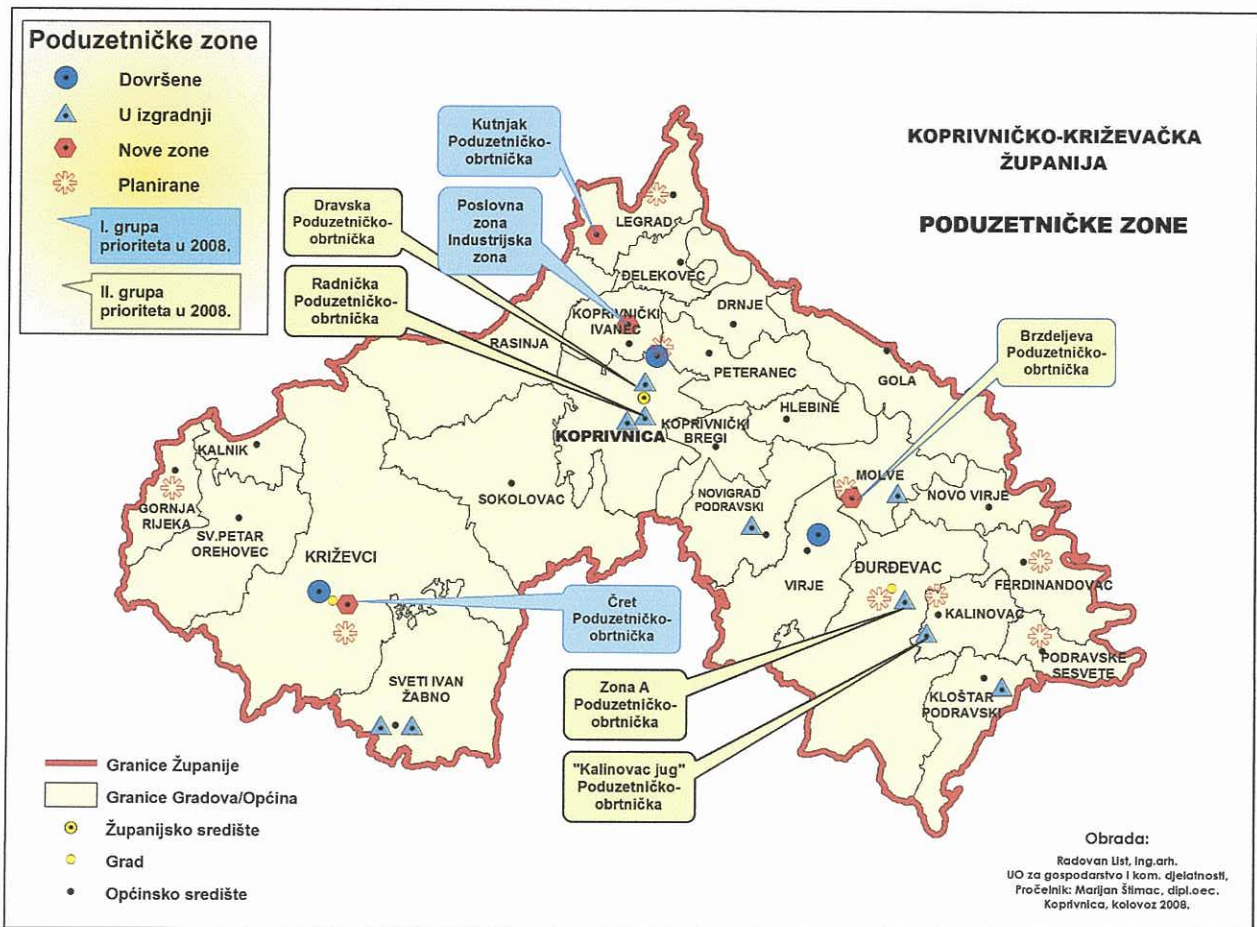 Poduzetničke zone
Dovršene
U izgradnji
Nove zone
Planirane
I. grupa
prioriteta u 2008.
II. grupa
prioriteta u 2008.
KOPRIVNIČKO-KRIŽEVAČKA
ŽUPANIJA
PODUZETNIČKE ZONE
Kutnjak
Poduzetničko-
obrtnička
Dravska
Poduzetničko-
obrtnička
Poslovna
zona
Industrijska
zona
Radnička
Poduzetničko-
obrtnička
Brzdeljeva
Poduzetničko-
obrtnička
LEGRAD
ĐELEKOVEC
DRNJE
KOPRIVNIČKI
IVANEC
RASINJA
PETERANEC
GOLA
HLEBINE
KOPRIVNICA
KOPRIVNIČKI
BREGI
KALNIK
GORNJA
RIJEKA
SV.PETAR
OREHOVEC
SOKOLOVAC
NOVIGRAD
PODRAVSKI
MOLVE
NOVO VIRJE
KRIŽEVCI
VIRJE
ĐURĐEVAC
FERDINANDOVAC
KALINOVAC
PODRAVSKE
SESVETE
KLOŠTAR
PODRAVSKI
SVETI IVAN
ŽABNO
Čret
Poduzetničko-
obrtnička
Zona A
Poduzetničko-
obrtnička
"Kalinovac jug"
Poduzetničko-
obrtnička
Granice Županije
Granice Gradova/Općina
Županijsko središte
Grad
Općinsko središte
Obrada:
Radovan List, ing.arh.
UO za gospodarstvo i kom. djelatnosti,
Pročelnik: Marijan Štimac, dipl.oec.
Koprivnica, kolovoz 2008.